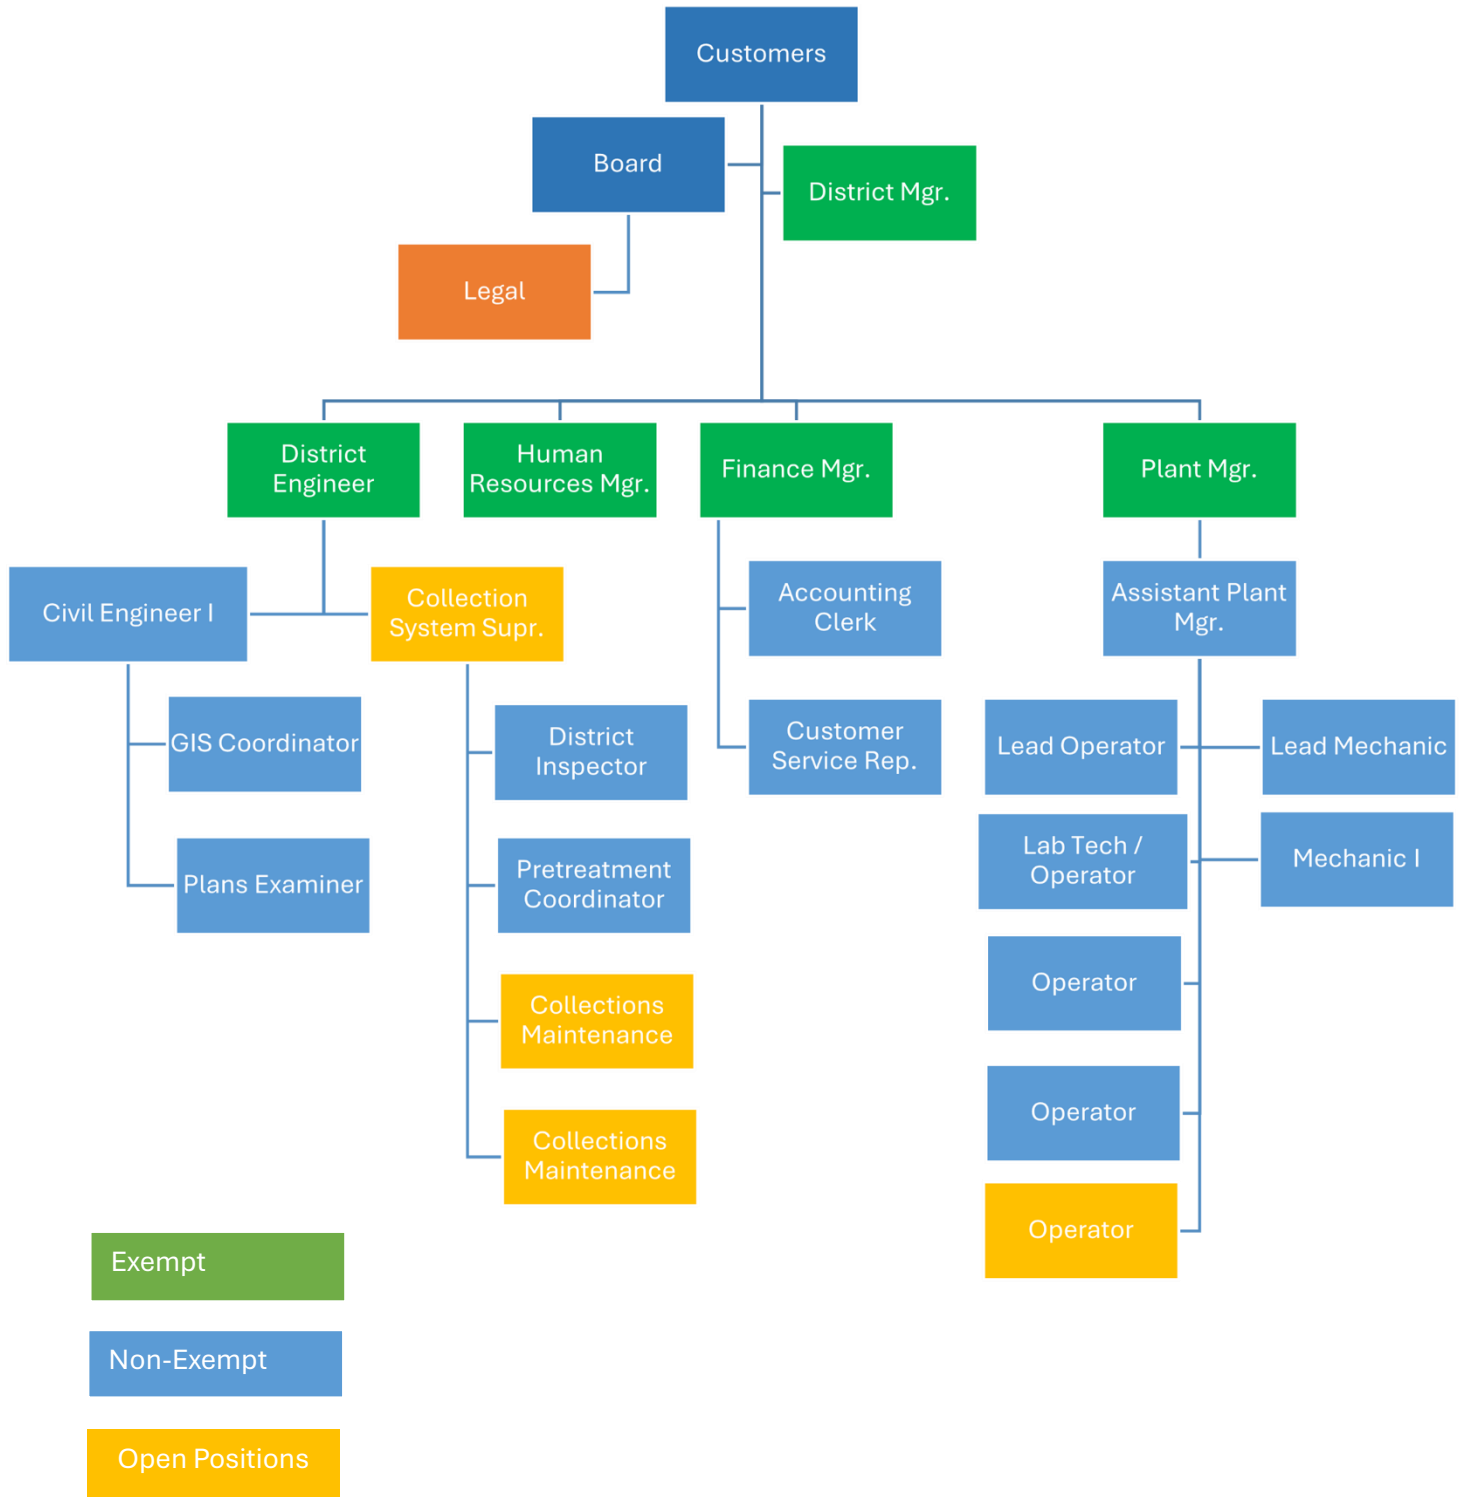 Customers
Board
District Mgr.
Legal
District
Engineer
Human
Resources Mgr.
Finance Mgr.
Plant Mgr.
Civil Engineer I
Collection
System Supr.
Accounting
Clerk
Assistant Plant
Mgr.
GIS Coordinator
District
Inspector
Customer
Service Rep.
Lead Operator
Lead Mechanic
Plans Examiner
Pretreatment
Coordinator
Lab Tech /
Operator
Mechanic I
Collections
Maintenance
Operator
Collections
Maintenance
Operator
Operator
Exempt
Non-Exempt
Open Positions